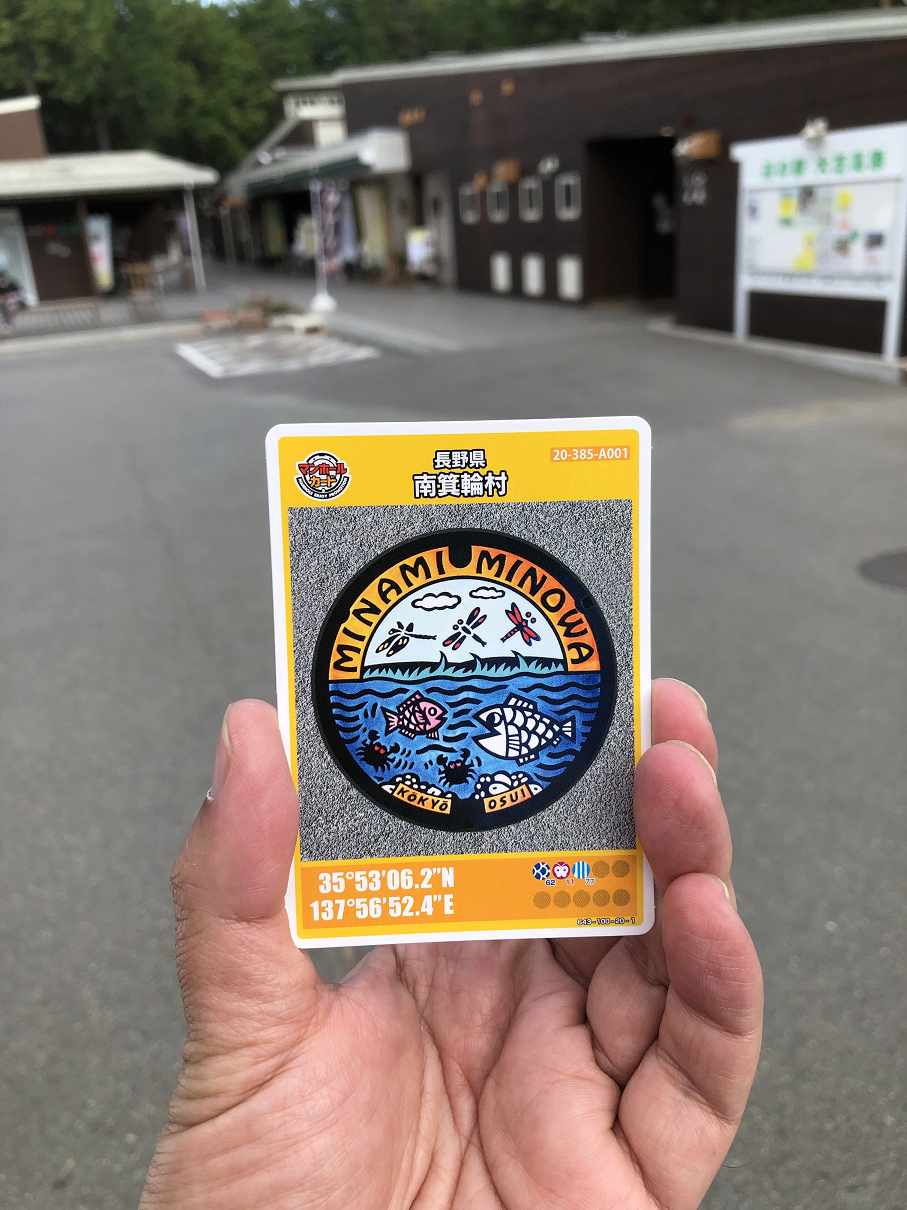 マンホール
カード
長野県
南箕輪村
20-385-A001
MINAMI MINOWA
KŌKYŌ
OSUI
35°53'06.2"N
137°56'52.4"E
62 11 77
643-100-20-1